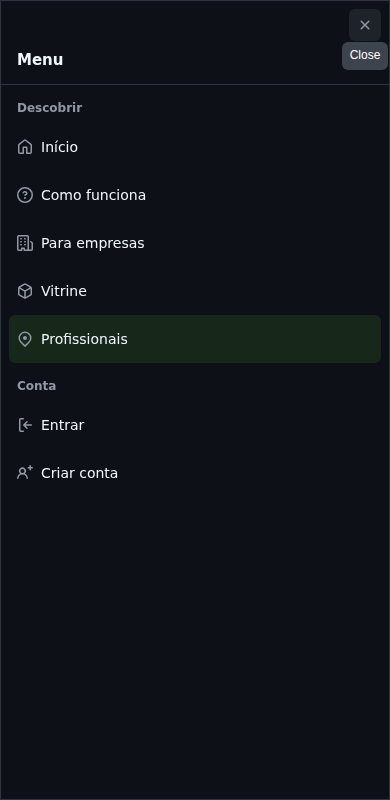 Close
Menu
Descobrir
Início
Como funciona
Para empresas
Vitrine
Profissionais
Conta
Entrar
Criar conta